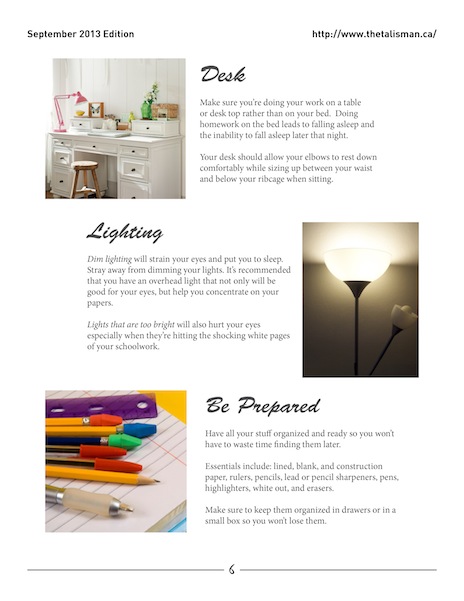 September 2013 Edition
http://www.thetalisman.ca/
Desk
Make sure you're doing your work on a table
or desk top rather than on your bed. Doing
homework on the bed leads to falling asleep and
the inability to fall asleep later that night.
Your desk should allow your elbows to rest down
comfortably while sizing up between your waist
and below your ribcage when sitting.
Lighting
Dim lighting will strain your eyes and put you to sleep.
Stray away from dimming your lights. It's recommended
that you have an overhead light that not only will be
good for your eyes, but help you concentrate on your
papers.
Lights that are too bright will also hurt your eyes
especially when they're hitting the shocking white pages
of your schoolwork.
Be Prepared
Have all your stuff organized and ready so you won't
have to waste time finding them later.
Essentials include: lined, blank, and construction
paper, rulers, pencils, lead or pencil sharpeners, pens,
highlighters, white out, and erasers.
Make sure to keep them organized in drawers or in a
small box so you won't lose them.
6